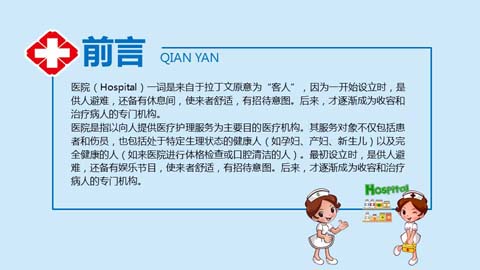 前言
QIAN YAN
医院（Hospital）一词是来自于拉丁文原意为“客人”，因为一开始设立时，是
供人避难，还备有休息间，使来者舒适，有招待意图。后来，才逐渐成为收容和
治疗病人的专门机构。
医院是指以向人提供医疗护理服务为主要目的医疗机构。其服务对象不仅包括患
者和伤员，也包括处于特定生理状态的健康人（如孕妇、产妇、新生儿）以及完
全健康的人（如来医院进行体格检查或口腔清洁的人）。最初设立时，是供人避
难，还备有娱乐节目，使来者舒适，有招待意图。后来，才逐渐成为收容和治疗
病人的专门机构。
Hospital